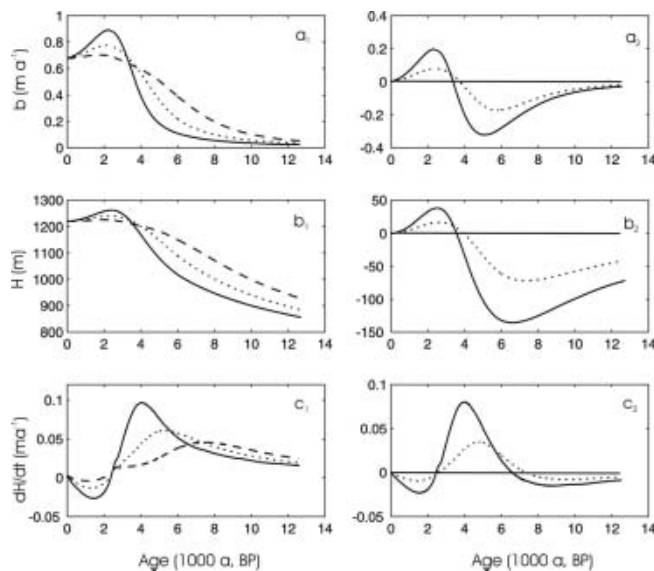 a₁
b (m a⁻¹)
1
0.8
0.6
0.4
0.2
0
0 2 4 6 8 10 12 14
a₂
0.4
0.2
0
-0.2
-0.4
0 2 4 6 8 10 12 14
b₁
H (m)
1300
1200
1100
1000
900
800
0 2 4 6 8 10 12 14
b₂
50
0
-50
-100
-150
0 2 4 6 8 10 12 14
c₁
dH/dt (ma⁻¹)
0.1
0.05
0
-0.05
0 2 4 6 8 10 12 14
Age (1000 a, BP)
c₂
0.1
0.05
0
-0.05
0 2 4 6 8 10 12 14
Age (1000 a, BP)